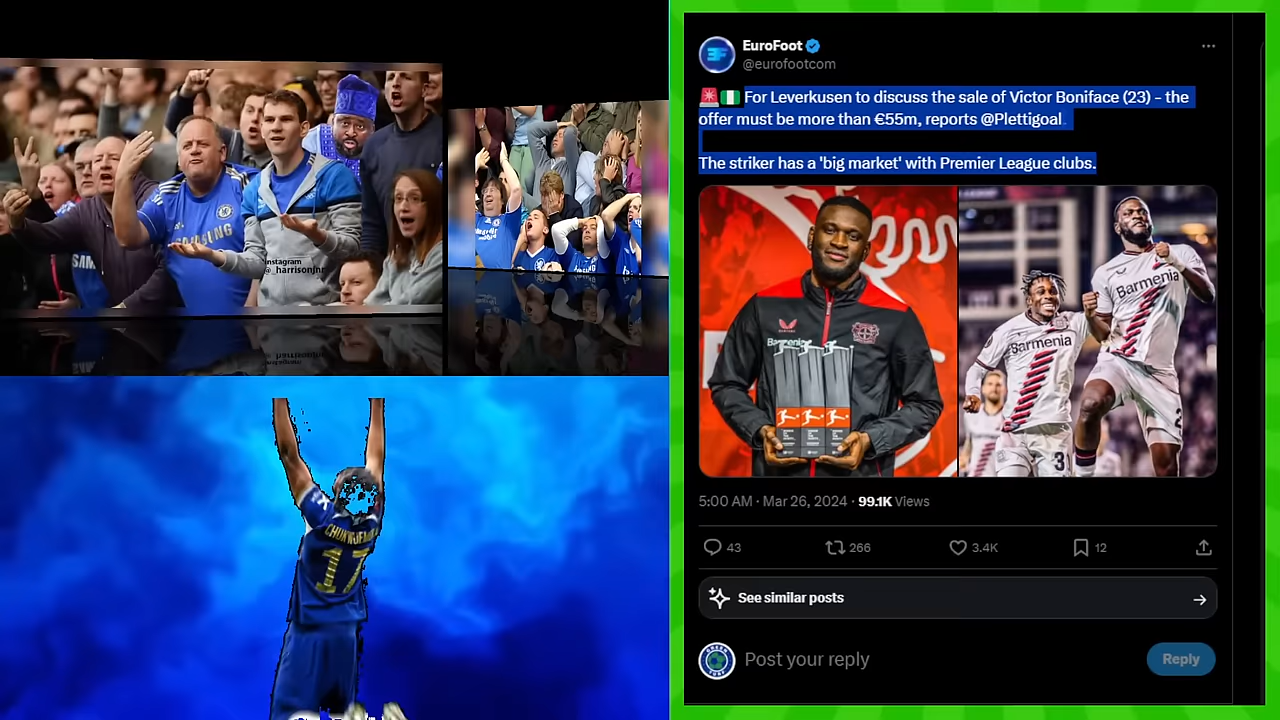 SAMSUNG
SAM
Instagram
@_harrisonjnr
CHUKWUEMEKA
17
EuroFoot
@eurofootcom
🚨🇳🇬 For Leverkusen to discuss the sale of Victor Boniface (23) - the
offer must be more than €55m, reports @Plettigoal.
The striker has a 'big market' with Premier League clubs.
Barmenia
Barmenia
Barmenia
3
5:00 AM · Mar 26, 2024 · 99.1K Views
43 266 3.4K 12
See similar posts
Post your reply
Reply